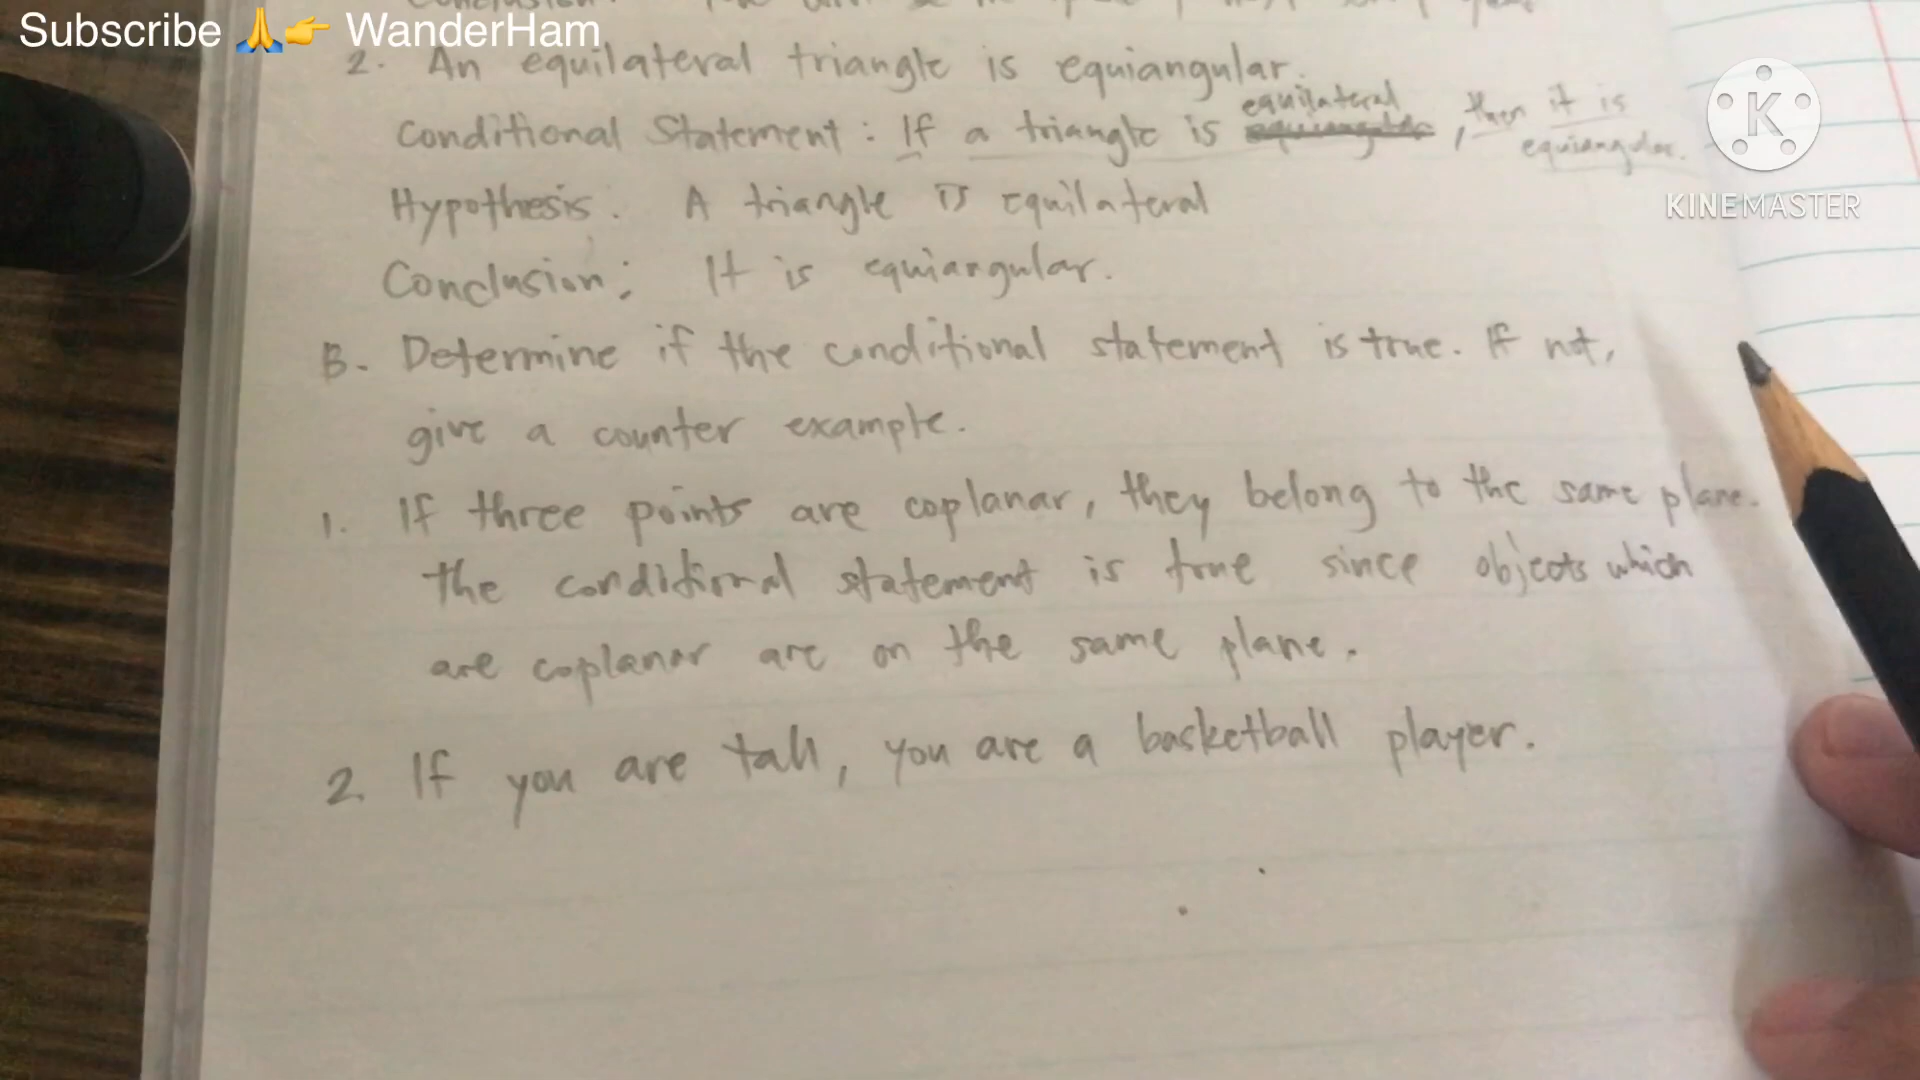 Subscribe 🙏👉 WanderHam
2. An equilateral triangle is equiangular.
Conditional Statement : If a triangle is equilateral, then it is equiangular.
Hypothesis: A triangle is equilateral
Conclusion: It is equiangular.
B. Determine if the conditional statement is true. If not,
give a counter example.
1. If three points are coplanar, they belong to the same plane.
the conditional statement is true since objects which
are coplanar are on the same plane.
2. If you are tall, you are a basketball player.
KINEMASTER